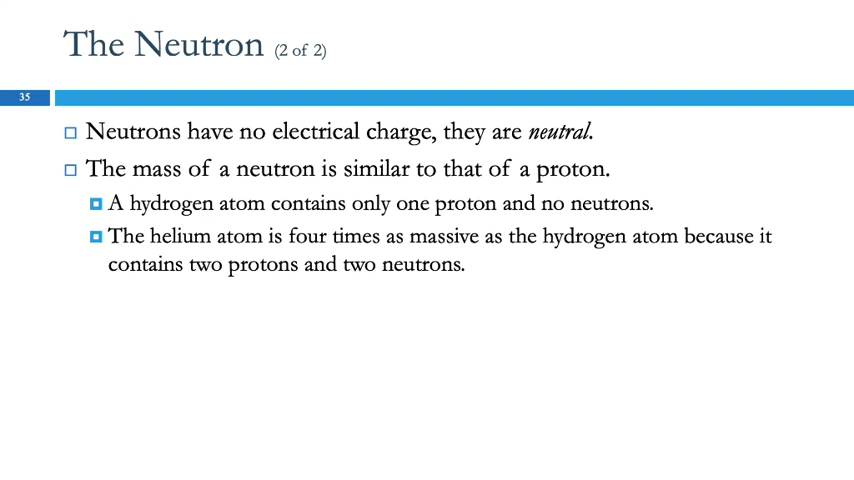 The Neutron (2 of 2)
35
Neutrons have no electrical charge, they are neutral.
The mass of a neutron is similar to that of a proton.
A hydrogen atom contains only one proton and no neutrons.
The helium atom is four times as massive as the hydrogen atom because it
contains two protons and two neutrons.